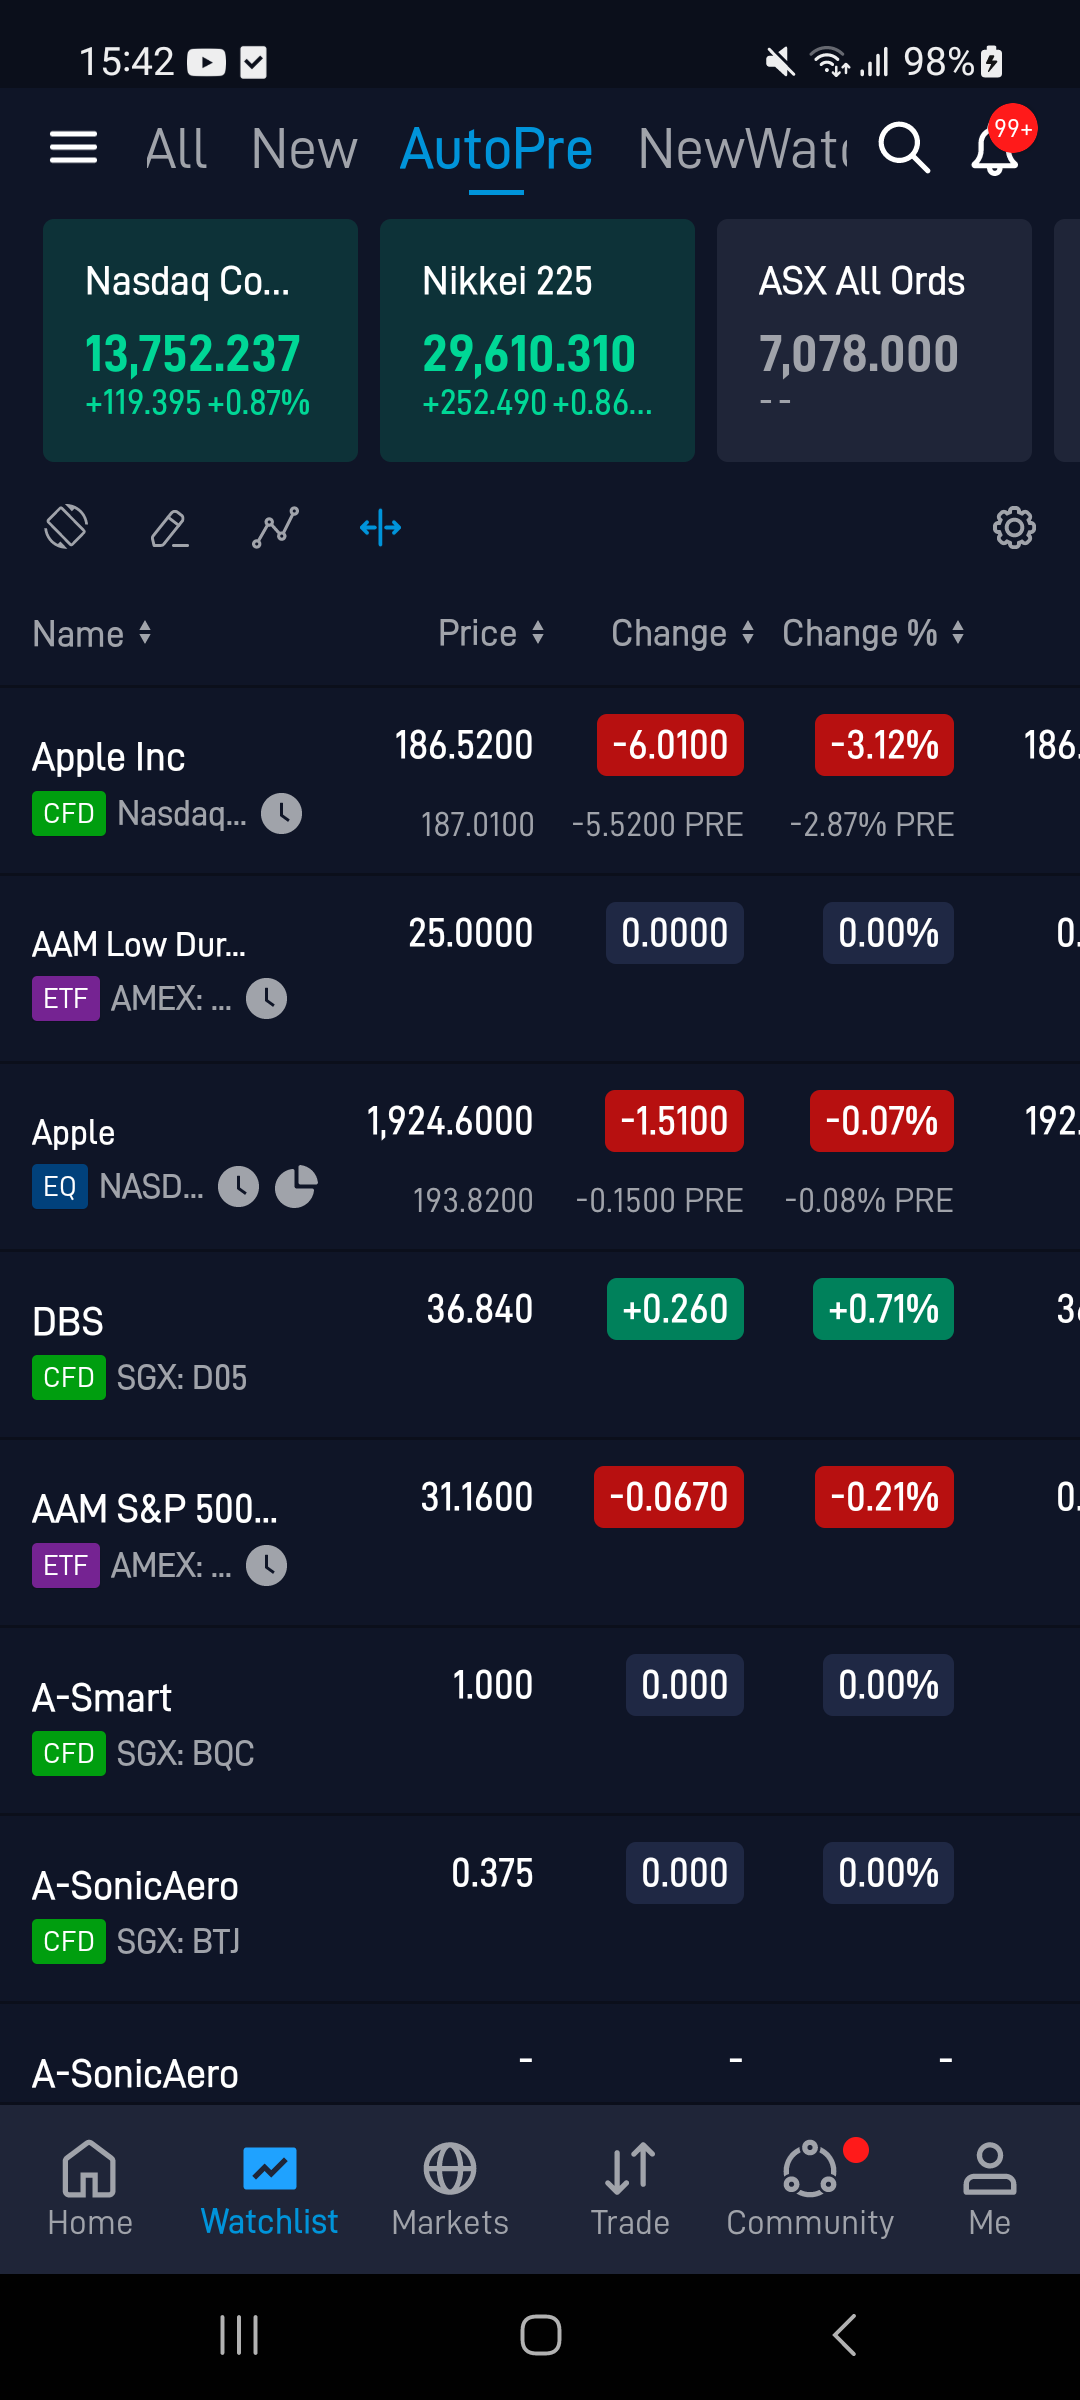 15:42 98%
All New AutoPre NewWatc 99+
Nasdaq Co... Nikkei 225 ASX All Ords
13,752.237 29,610.310 7,078.000
+119.395 +0.87% +252.490 +0.86... - -
Name Price Change Change %
Apple Inc 186.5200 -6.0100 -3.12% 186.
CFD Nasdaq... 187.0100 -5.5200 PRE -2.87% PRE
AAM Low Dur... 25.0000 0.0000 0.00% 0.
ETF AMEX: ...
Apple 1,924.6000 -1.5100 -0.07% 192.
EQ NASD... 193.8200 -0.1500 PRE -0.08% PRE
DBS 36.840 +0.260 +0.71% 36
CFD SGX: D05
AAM S&P 500... 31.1600 -0.0670 -0.21% 0.
ETF AMEX: ...
A-Smart 1.000 0.000 0.00%
CFD SGX: BQC
A-SonicAero 0.375 0.000 0.00%
CFD SGX: BTJ
A-SonicAero - - -
Home Watchlist Markets Trade Community Me